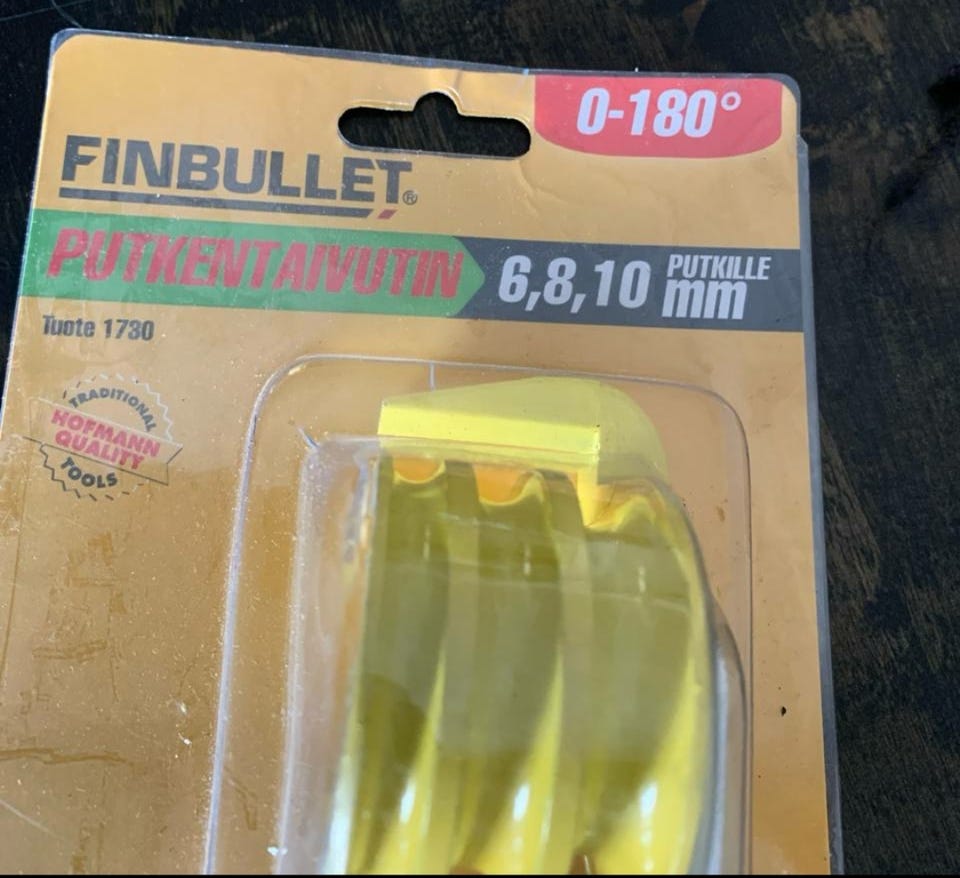 0-180°
FINBULLET®
PUTKENTAIVUTIN
6,8,10 PUTKILLE mm
Tuote 1730
TRADITIONAL
HOFMANN
QUALITY
TOOLS